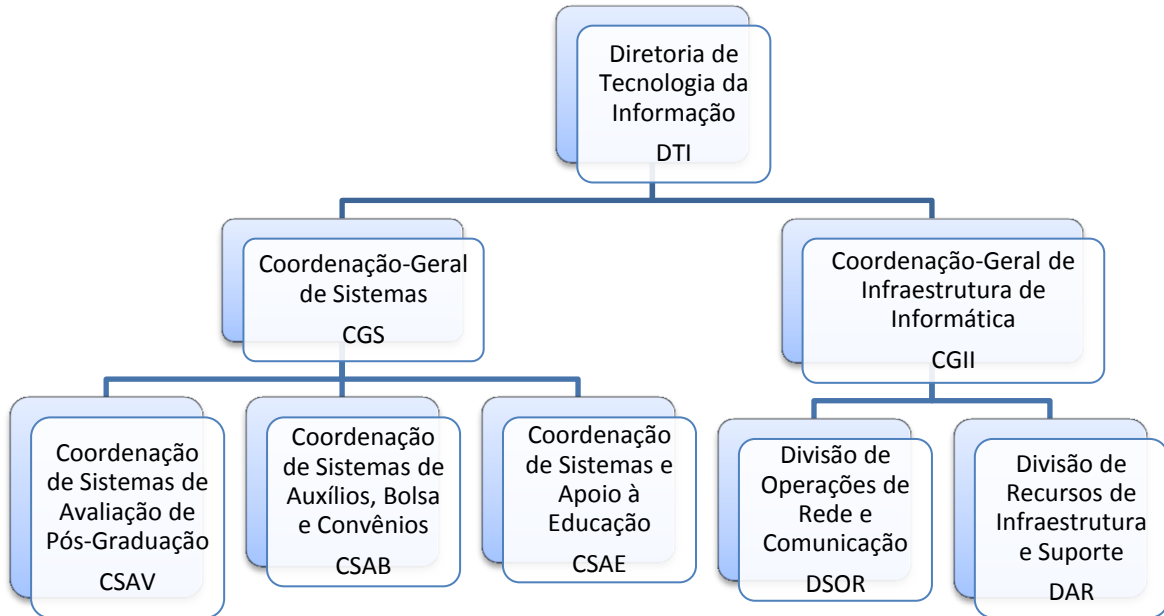 Diretoria de
Tecnologia da
Informação
DTI
Coordenação-Geral
de Sistemas
CGS
Coordenação-Geral de
Infraestrutura de
Informática
CGII
Coordenação
de Sistemas de
Avaliação de
Pós-Graduação
CSAV
Coordenação
de Sistemas de
Auxílios, Bolsa
e Convênios
CSAB
Coordenação
de Sistemas e
Apoio à
Educação
CSAE
Divisão de
Operações de
Rede e
Comunicação
DSOR
Divisão de
Recursos de
Infraestrutura
e Suporte
DAR